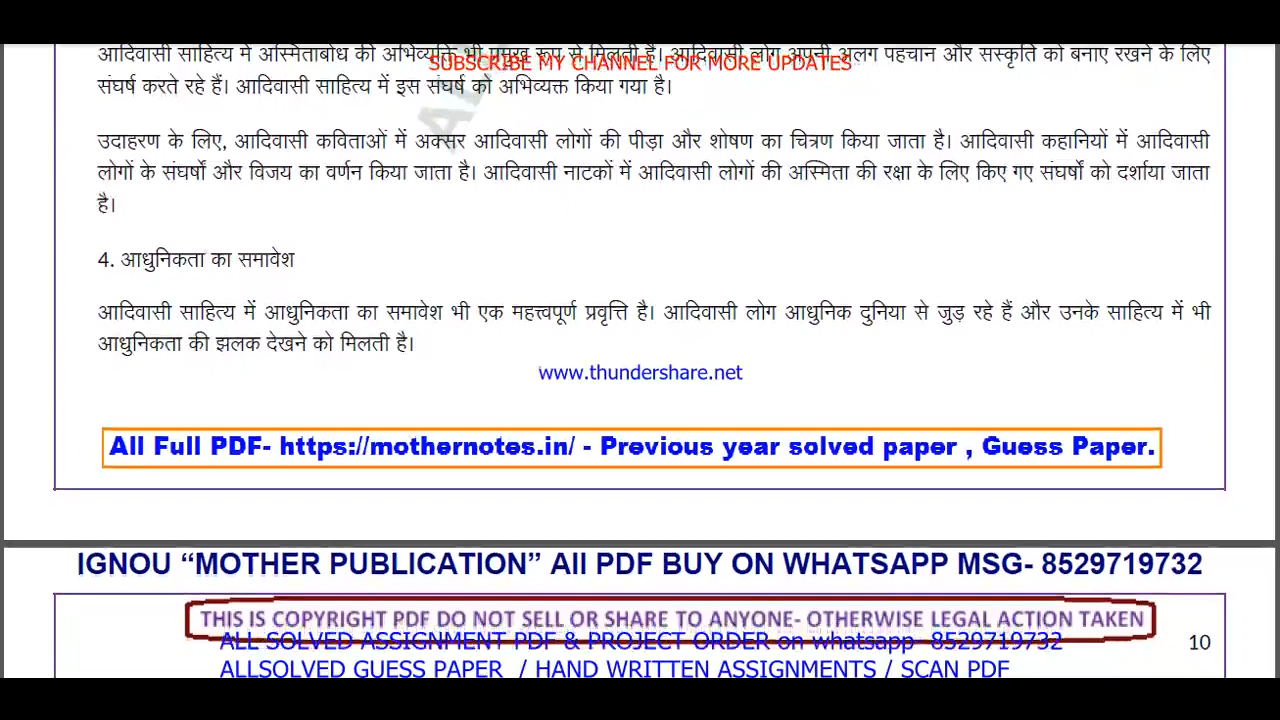 आदिवासी साहित्य में अस्मिताबोध की अभिव्यक्ति भी प्रमुख रूप से मिलती है। आदिवासी लोग अपनी अलग पहचान और संस्कृति को बनाए रखने के लिए
SUBSCRIBE MY CHANNEL FOR MORE UPDATES
संघर्ष करते रहे हैं। आदिवासी साहित्य में इस संघर्ष को अभिव्यक्त किया गया है।
उदाहरण के लिए, आदिवासी कविताओं में अक्सर आदिवासी लोगों की पीड़ा और शोषण का चित्रण किया जाता है। आदिवासी कहानियों में आदिवासी
लोगों के संघर्षों और विजय का वर्णन किया जाता है। आदिवासी नाटकों में आदिवासी लोगों की अस्मिता की रक्षा के लिए किए गए संघर्षों को दर्शाया जाता
है।
4. आधुनिकता का समावेश
आदिवासी साहित्य में आधुनिकता का समावेश भी एक महत्त्वपूर्ण प्रवृत्ति है। आदिवासी लोग आधुनिक दुनिया से जुड़ रहे हैं और उनके साहित्य में भी
आधुनिकता की झलक देखने को मिलती है।
www.thundershare.net
All Full PDF- https://mothernotes.in/ - Previous year solved paper , Guess Paper.
IGNOU “MOTHER PUBLICATION” All PDF BUY ON WHATSAPP MSG- 8529719732
THIS IS COPYRIGHT PDF DO NOT SELL OR SHARE TO ANYONE- OTHERWISE LEGAL ACTION TAKEN
ALL SOLVED ASSIGNMENT PDF & PROJECT ORDER on whatsapp 8529719732
10
ALLSOLVED GUESS PAPER / HAND WRITTEN ASSIGNMENTS / SCAN PDF